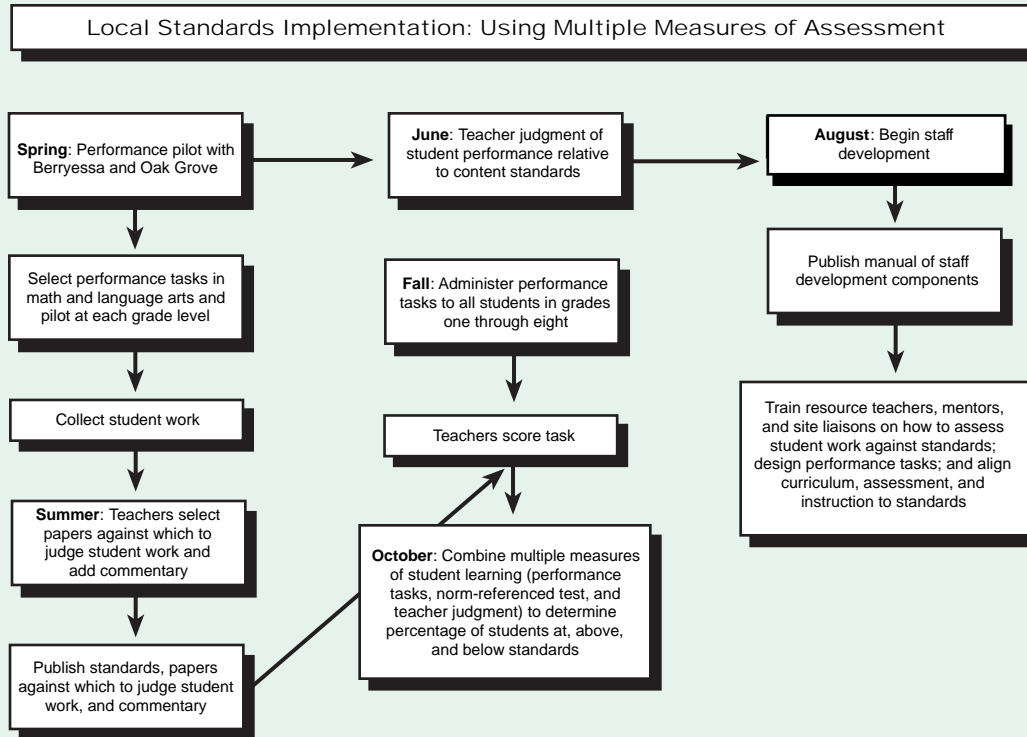 Local Standards Implementation: Using Multiple Measures of Assessment
Spring: Performance pilot with
Berryessa and Oak Grove
Select performance tasks in
math and language arts and
pilot at each grade level
Collect student work
Summer: Teachers select
papers against which to
judge student work and
add commentary
Publish standards, papers
against which to judge student
work, and commentary
June: Teacher judgment of
student performance relative
to content standards
Fall: Administer performance
tasks to all students in grades
one through eight
Teachers score task
October: Combine multiple measures
of student learning (performance
tasks, norm-referenced test, and
teacher judgment) to determine
percentage of students at, above,
and below standards
August: Begin staff
development
Publish manual of staff
development components
Train resource teachers, mentors,
and site liaisons on how to assess
student work against standards;
design performance tasks; and align
curriculum, assessment, and
instruction to standards